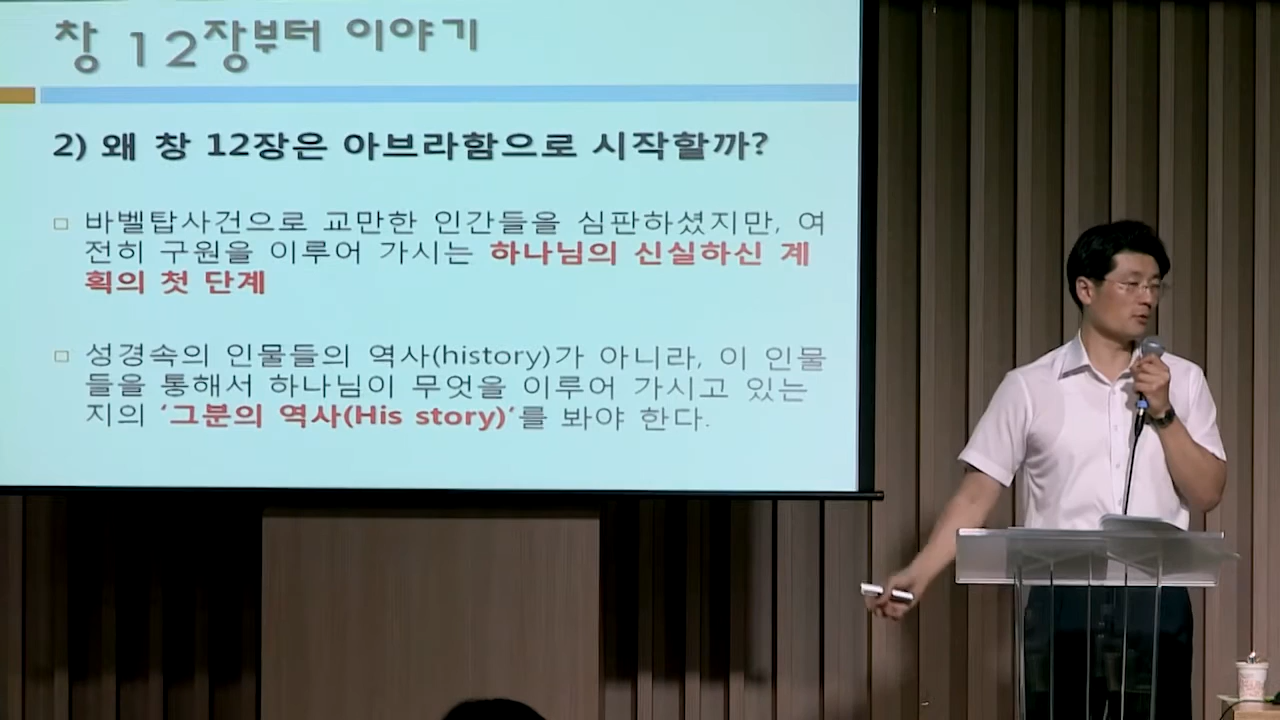 창 12장부터 이야기
2) 왜 창 12장은 아브라함으로 시작할까?
바벨탑사건으로 교만한 인간들을 심판하셨지만, 여
전히 구원을 이루어 가시는 하나님의 신실하신 계
획의 첫 단계
성경속의 인물들의 역사(history)가 아니라, 이 인물
들을 통해서 하나님이 무엇을 이루어 가시고 있는
지의 ‘그분의 역사(His story)’를 봐야 한다.